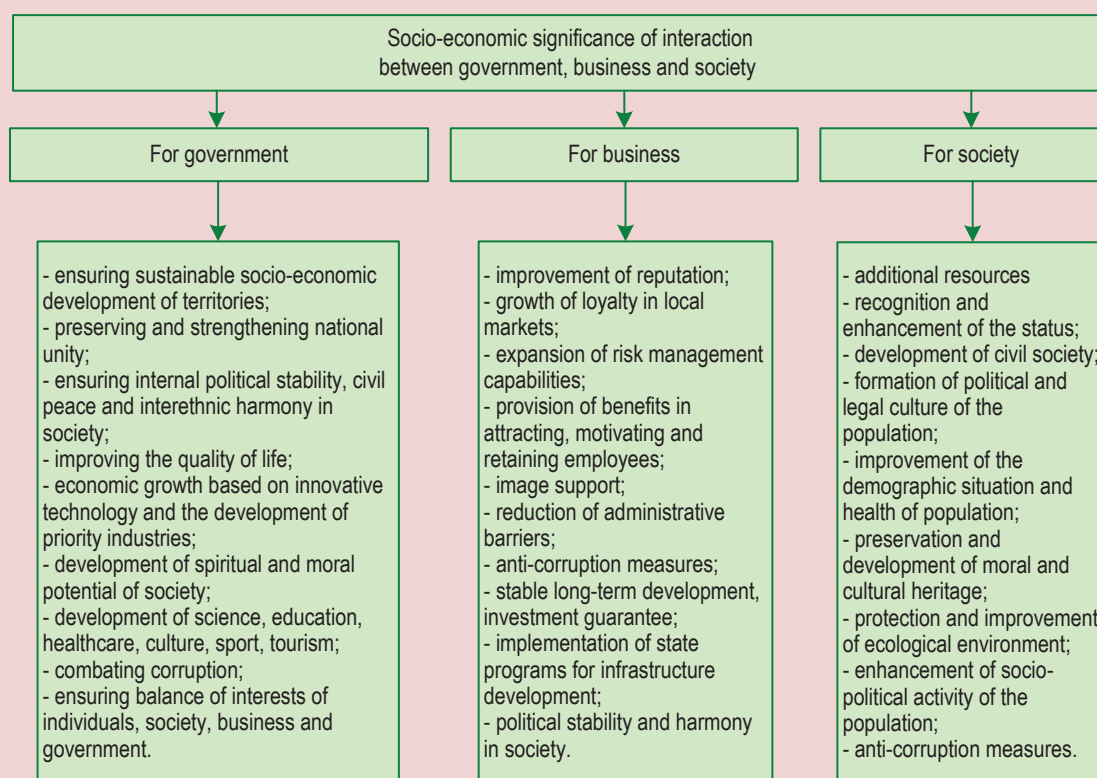 Socio-economic significance of interaction
between government, business and society
For government
For business
For society
- ensuring sustainable socio-economic
development of territories;
- preserving and strengthening national
unity;
- ensuring internal political stability, civil
peace and interethnic harmony in
society;
- improving the quality of life;
- economic growth based on innovative
technology and the development of
priority industries;
- development of spiritual and moral
potential of society;
- development of science, education,
healthcare, culture, sport, tourism;
- combating corruption;
- ensuring balance of interests of
individuals, society, business and
government.
- improvement of reputation;
- growth of loyalty in local
markets;
- expansion of risk management
capabilities;
- provision of benefits in
attracting, motivating and
retaining employees;
- image support;
- reduction of administrative
barriers;
- anti-corruption measures;
- stable long-term development,
investment guarantee;
- implementation of state
programs for infrastructure
development;
- political stability and harmony
in society.
- additional resources
- recognition and
enhancement of the status;
- development of civil society;
- formation of political and
legal culture of the
population;
- improvement of the
demographic situation and
health of population;
- preservation and
development of moral and
cultural heritage;
- protection and improvement
of ecological environment;
- enhancement of socio-
political activity of the
population;
- anti-corruption measures.